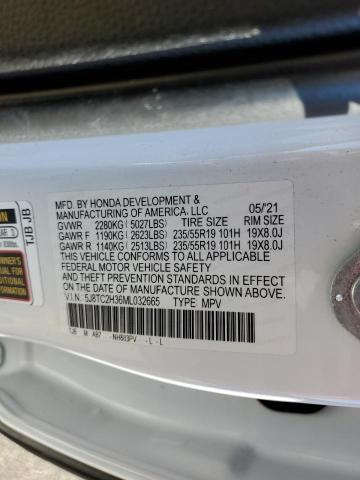 MFD. BY HONDA DEVELOPMENT &
MANUFACTURING OF AMERICA, LLC 05/21
GVWR 2280KG (5027LBS) TIRE SIZE RIM SIZE
GAWR F 1190KG (2623LBS) 235/55R19 101H 19X8.0J
GAWR R 1140KG (2513LBS) 235/55R19 101H 19X8.0J
THIS VEHICLE CONFORMS TO ALL APPLICABLE
FEDERAL MOTOR VEHICLE SAFETY, BUMPER,
AND THEFT PREVENTION STANDARDS IN EFFECT
ON THE DATE OF MANUFACTURE SHOWN ABOVE.
V.I.N. 5J8TC2H36ML032665 TYPE MPV
TJB M AB7 NH883PV -L -L
TJB JB